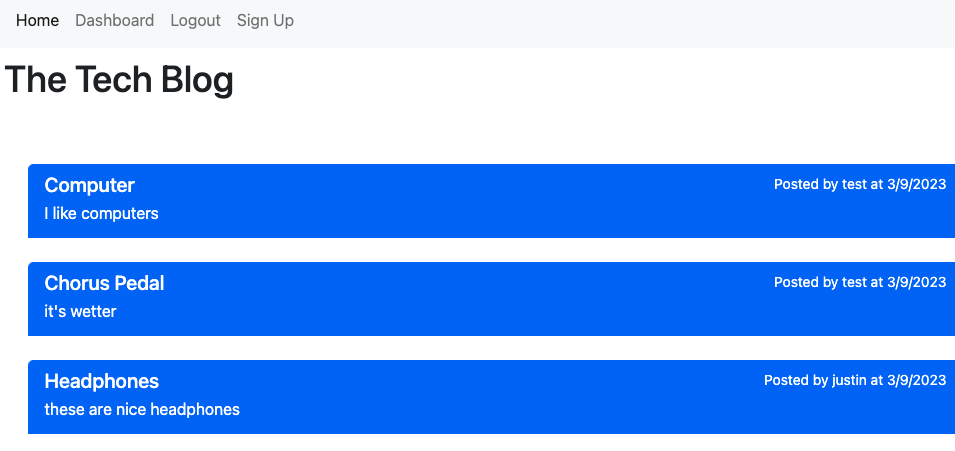 Home Dashboard Logout Sign Up
The Tech Blog
Computer Posted by test at 3/9/2023
I like computers
Chorus Pedal Posted by test at 3/9/2023
it's wetter
Headphones Posted by justin at 3/9/2023
these are nice headphones